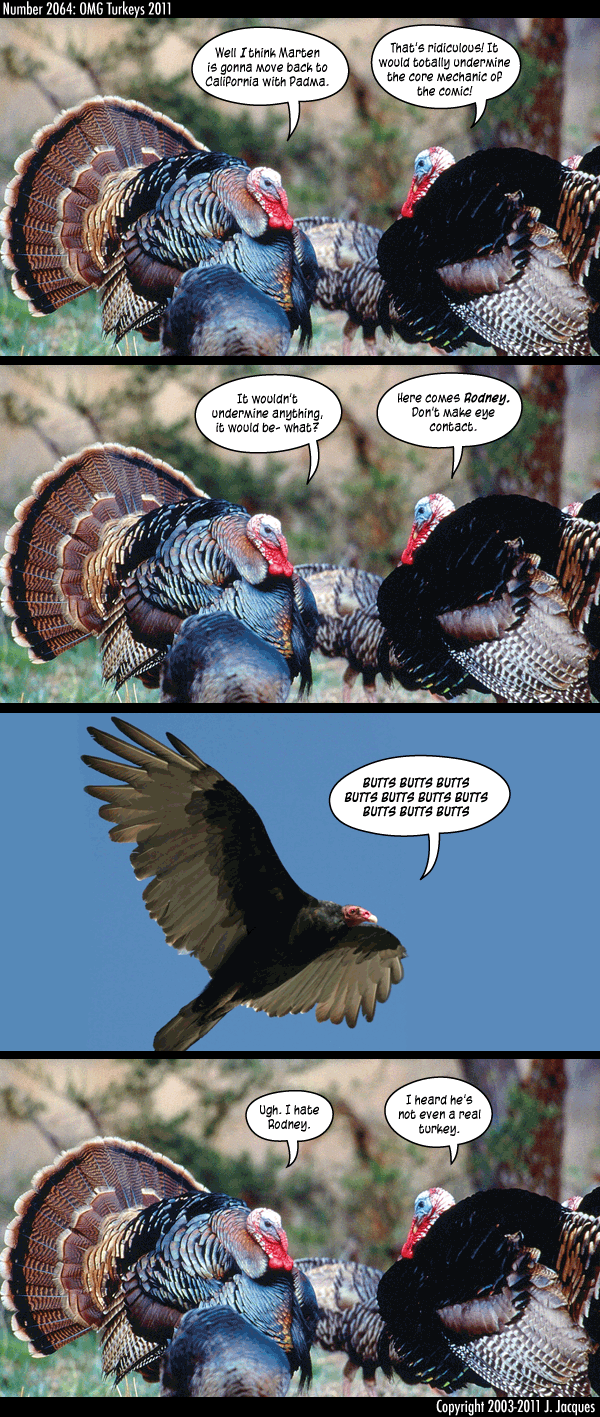 Number 2064: OMG Turkeys 2011
Well I think Marten
is gonna move back to
California with Padma.
That's ridiculous! It
would totally undermine
the core mechanic of
the comic!
It wouldn't
undermine anything,
it would be- what?
Here comes Rodney.
Don't make eye
contact.
BUTTS BUTTS BUTTS
BUTTS BUTTS BUTTS BUTTS
BUTTS BUTTS BUTTS
Ugh. I hate
Rodney.
I heard he's
not even a real
turkey.
Copyright 2003-2011 J. Jacques